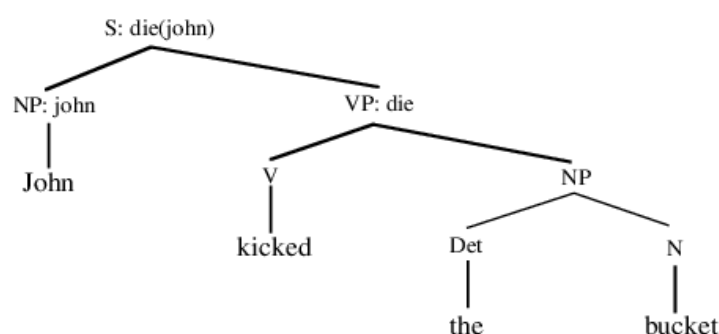 S: die(john)
NP: john VP: die
John V NP
kicked Det N
the bucket